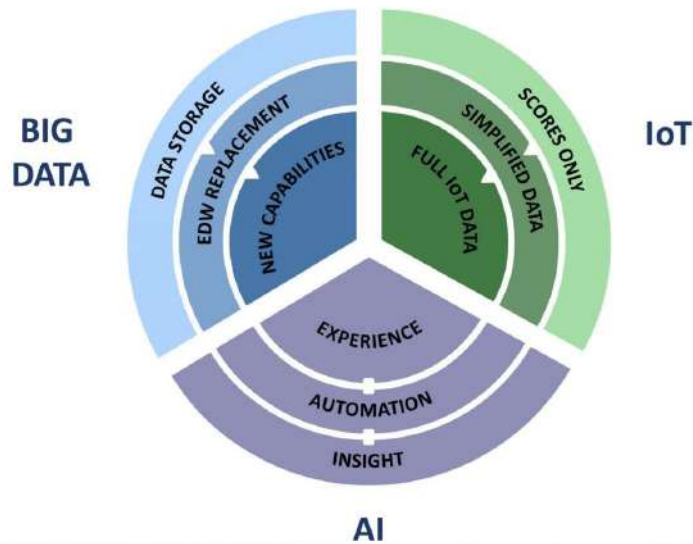 BIG
DATA
DATA STORAGE
EDW REPLACEMENT
NEW CAPABILITIES
IoT
SCORES ONLY
SIMPLIFIED DATA
FULL IoT DATA
EXPERIENCE
AUTOMATION
INSIGHT
AI